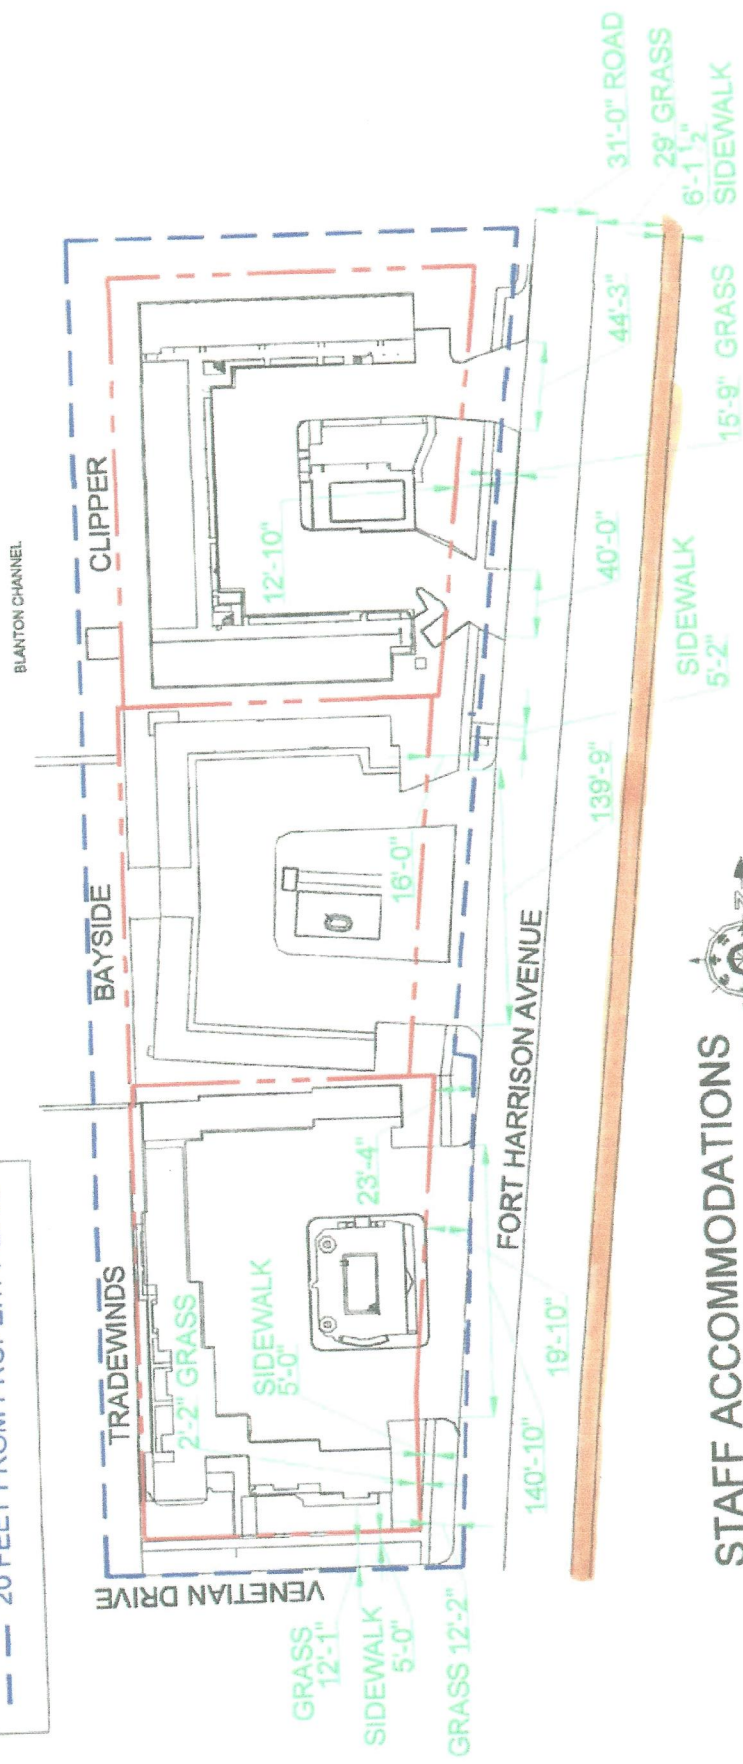 20 FEET FROM PROPERTY
BLANTON CHANNEL
CLIPPER
BAYSIDE
TRADEWINDS
VENETIAN DRIVE
31'-0" ROAD
29' GRASS
6'-1 1/2"
SIDEWALK
44'-3"
15'-9" GRASS
12'-10"
40'-0"
SIDEWALK
5'-2"
139'-9"
16'-0"
23'-4"
FORT HARRISON AVENUE
19'-10"
140'-10"
SIDEWALK
5'-0"
2'-2" GRASS
GRASS
12'-1"
SIDEWALK
5'-0"
GRASS 12'-2"
STAFF ACCOMMODATIONS
N